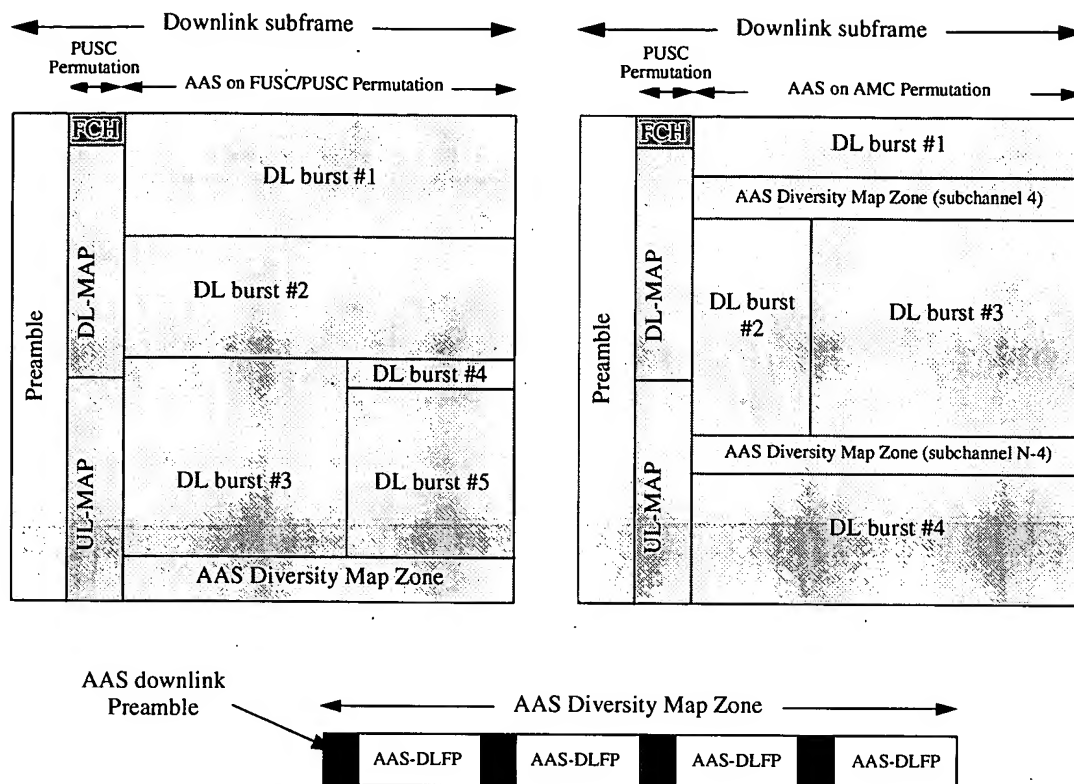 Downlink subframe
PUSC
Permutation
AAS on FUSC/PUSC Permutation
FCH
DL-MAP
UL-MAP
Preamble
DL burst #1
DL burst #2
DL burst #3
DL burst #4
DL burst #5
AAS Diversity Map Zone
Downlink subframe
PUSC
Permutation
AAS on AMC Permutation
FCH
DL-MAP
UL-MAP
Preamble
DL burst #1
AAS Diversity Map Zone (subchannel 4)
DL burst
#2
DL burst #3
AAS Diversity Map Zone (subchannel N-4)
DL burst #4
AAS downlink
Preamble
AAS Diversity Map Zone
AAS-DLFP
AAS-DLFP
AAS-DLFP
AAS-DLFP